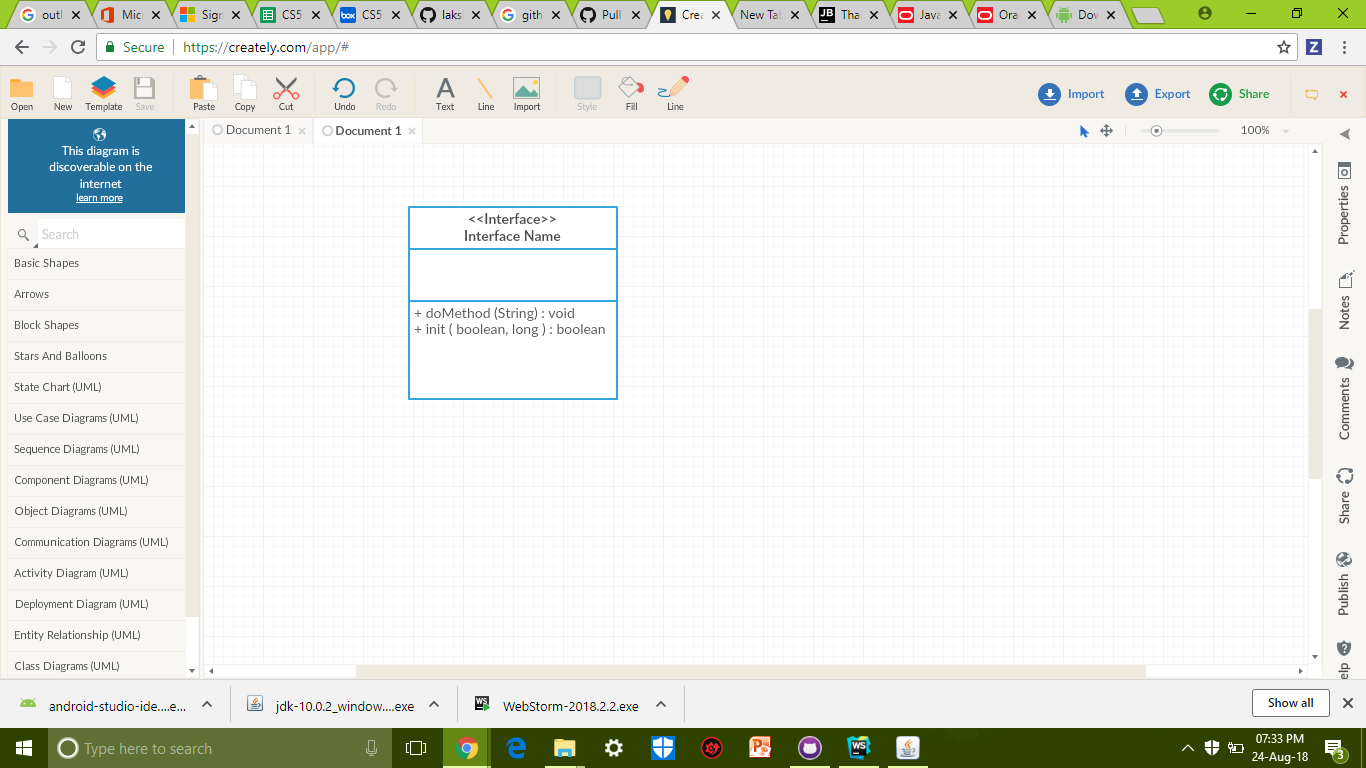 outl
Micr
Sign
CS5
CS5
laks
gith
Pull
Crea
New Tab
Tha
Java
Ora
Dov
Secure
https://creately.com/app/#
Open
New
Template
Save
Paste
Copy
Cut
Undo
Redo
Text
Line
Import
Style
Fill
Line
Import
Export
Share
This diagram is
discoverable on the
internet
learn more
Document 1
Document 1
100%
Search
Basic Shapes
Arrows
Block Shapes
Stars And Balloons
State Chart (UML)
Use Case Diagrams (UML)
Sequence Diagrams (UML)
Component Diagrams (UML)
Object Diagrams (UML)
Communication Diagrams (UML)
Activity Diagram (UML)
Deployment Diagram (UML)
Entity Relationship (UML)
Class Diagrams (UML)
<<Interface>>
Interface Name
+ doMethod (String) : void
+ init ( boolean, long ) : boolean
Properties
Notes
Comments
Share
Publish
elp
android-studio-ide....e...
jdk-10.0.2_window....exe
WebStorm-2018.2.2.exe
Show all
Type here to search
07:33 PM
24-Aug-18
3